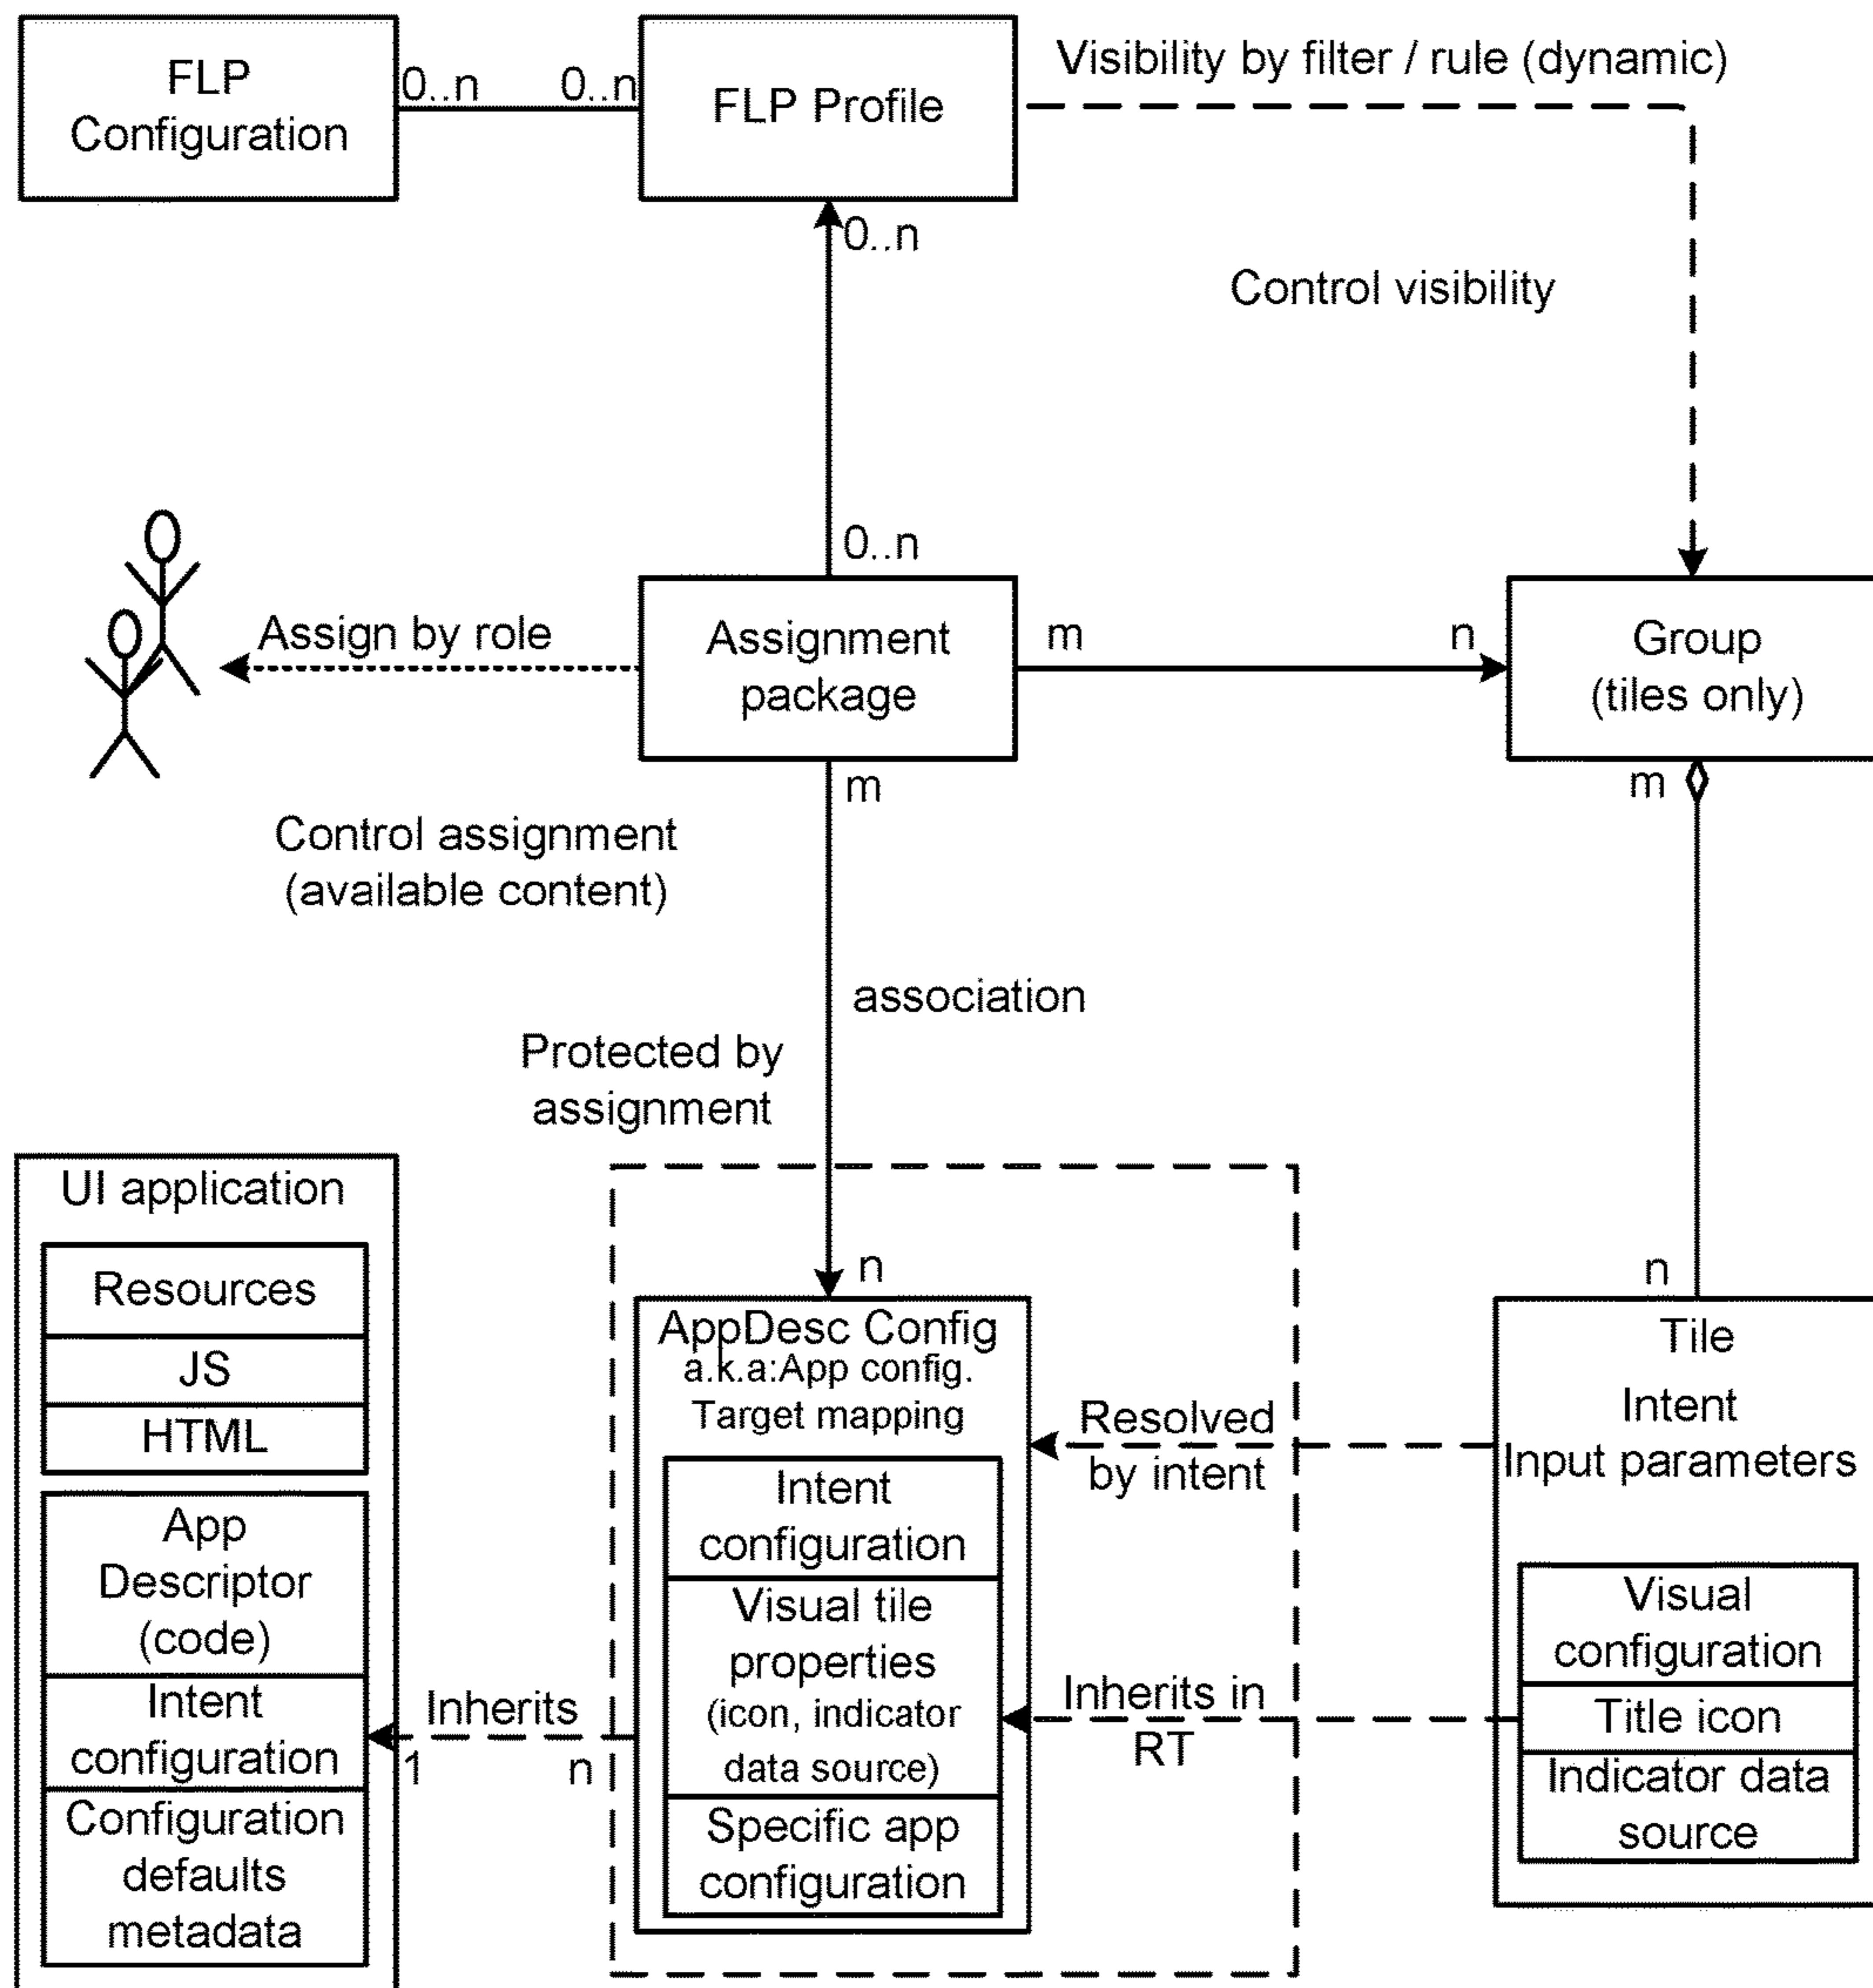 FLP
Configuration
0..n
0..n
FLP Profile
Visibility by filter / rule (dynamic)
0..n
Control visibility
0..n
Assign by role
Assignment
package
m
n
Group
(tiles only)
m
m
Control assignment
(available content)
association
Protected by
assignment
n
n
UI application
Resources
JS
HTML
App
Descriptor
(code)
Intent
configuration
Configuration
defaults
metadata
Inherits
1
n
AppDesc Config
a.k.a:App config.
Target mapping
Intent
configuration
Visual tile
properties
(icon, indicator
data source)
Specific app
configuration
Resolved
by intent
Inherits in
RT
Tile
Intent
Input parameters
Visual
configuration
Title icon
Indicator data
source